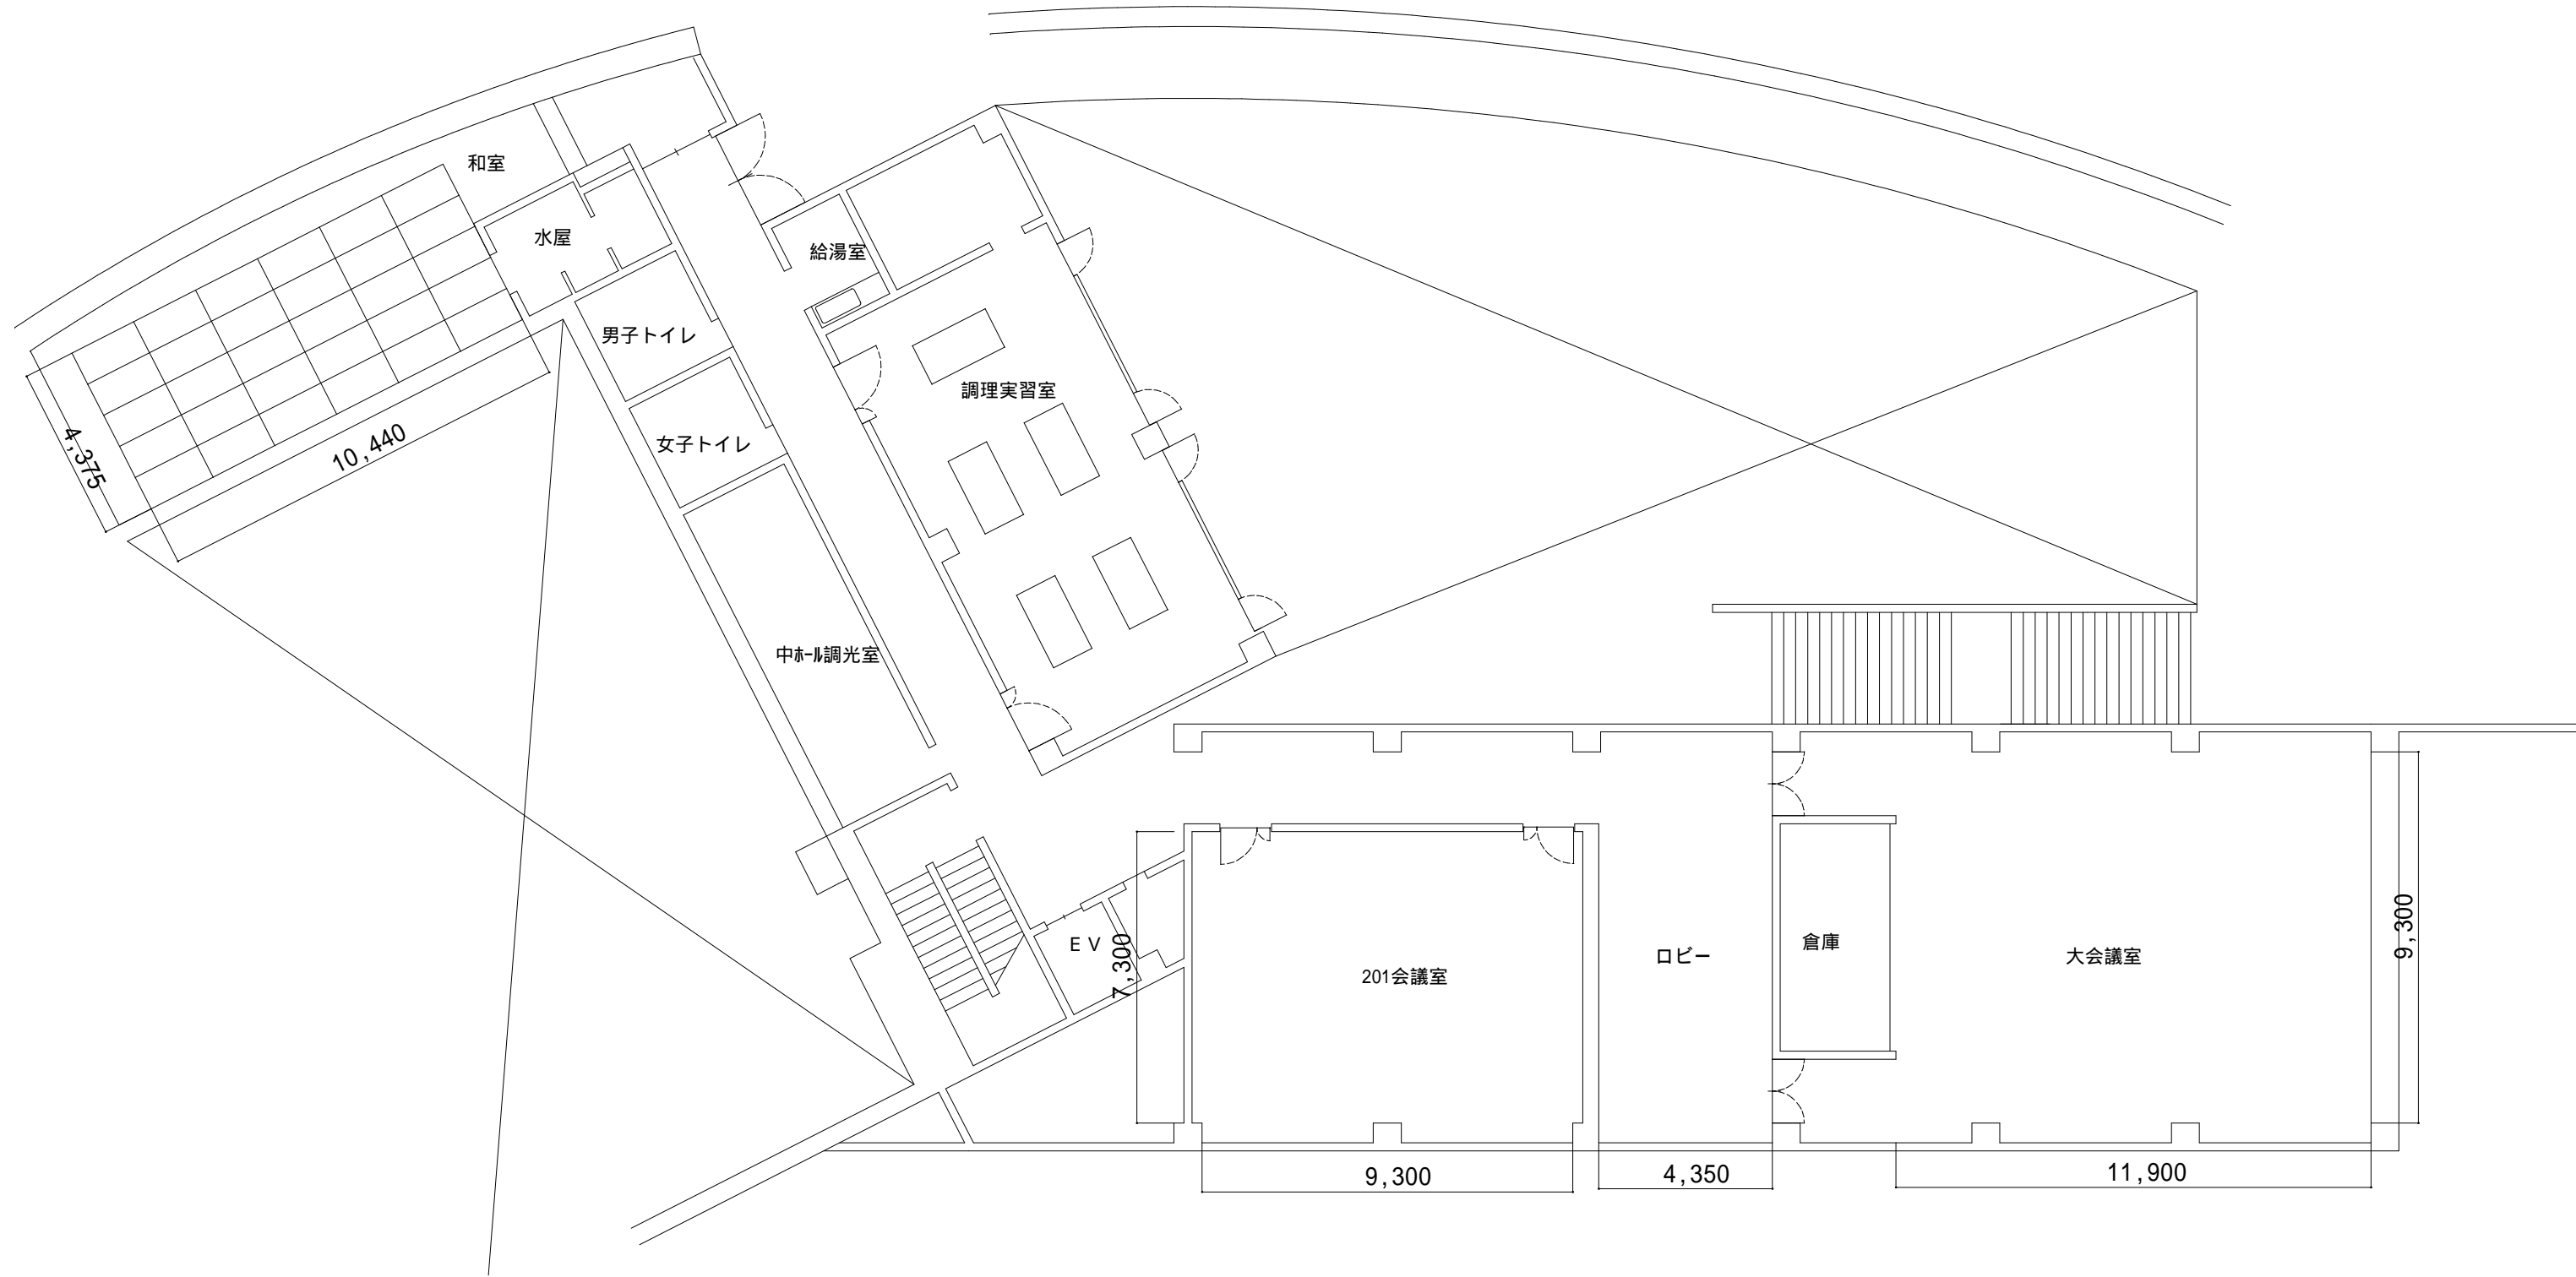 和室
水屋
給湯室
男子トイレ
調理実習室
女子トイレ
10,440
4,375
中ﾎｰﾙ調光室
ＥＶ
7,300
201会議室
ロビー
倉庫
大会議室
9,300
9,300
4,350
11,900